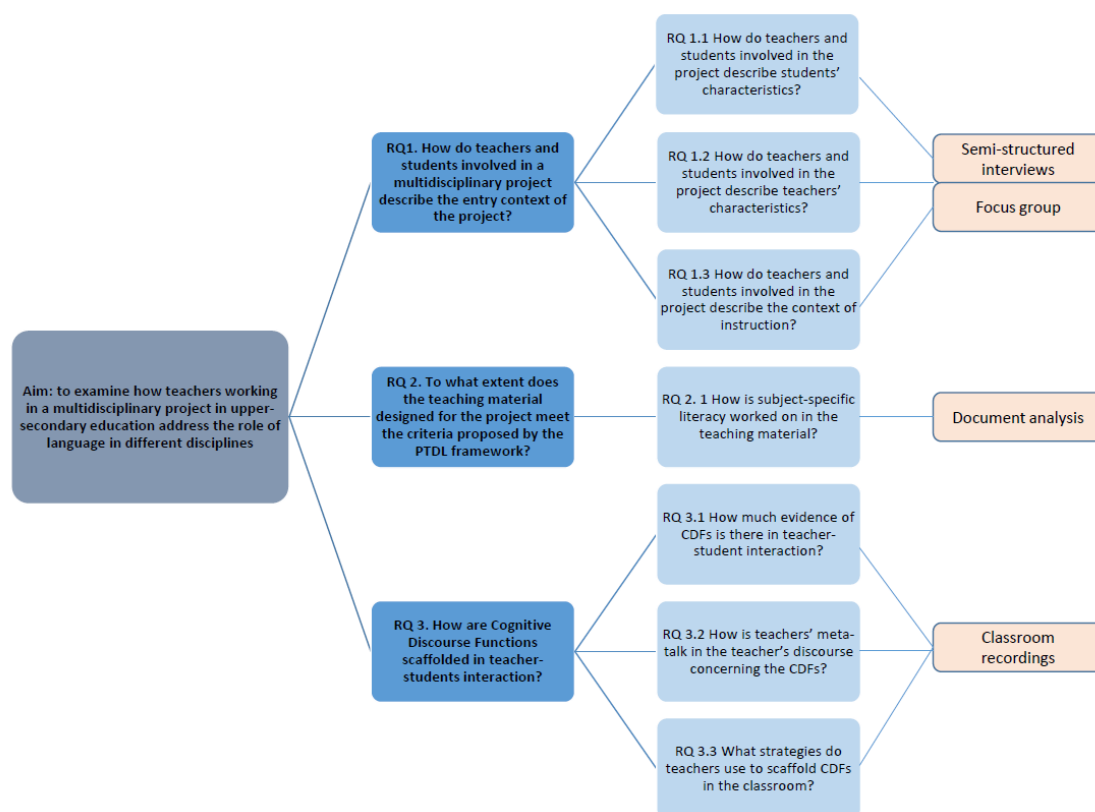 Aim: to examine how teachers working
in a multidisciplinary project in upper-
secondary education address the role of
language in different disciplines
RQ1. How do teachers and
students involved in a
multidisciplinary project
describe the entry context of
the project?
RQ 1.1 How do teachers and
students involved in the
project describe students’
characteristics?
RQ 1.2 How do teachers and
students involved in the
project describe teachers’
characteristics?
RQ 1.3 How do teachers and
students involved in the
project describe the context of
instruction?
Semi-structured
interviews
Focus group
RQ 2. To what extent does
the teaching material
designed for the project meet
the criteria proposed by the
PTDL framework?
RQ 2. 1 How is subject-specific
literacy worked on in the
teaching material?
Document analysis
RQ 3. How are Cognitive
Discourse Functions
scaffolded in teacher-
students interaction?
RQ 3.1 How much evidence of
CDFs is there in teacher-
student interaction?
RQ 3.2 How is teachers’ meta-
talk in the teacher’s discourse
concerning the CDFs?
RQ 3.3 What strategies do
teachers use to scaffold CDFs
in the classroom?
Classroom
recordings